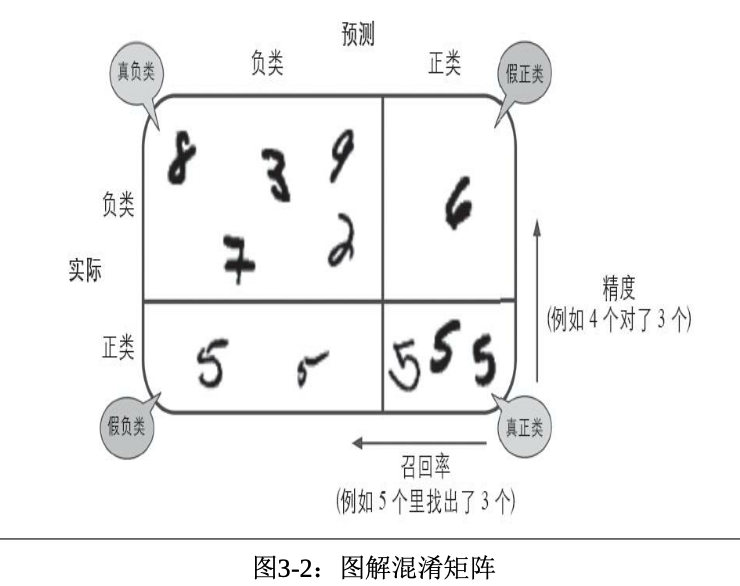 预测
负类 正类
真负类 假正类
8 3 9
6
负类
7 2
实际
精度
(例如 4 个对了 3 个)
正类
5 5 5 5 5
假负类 真正类
召回率
(例如 5 个里找出了 3 个)
图3-2：图解混淆矩阵